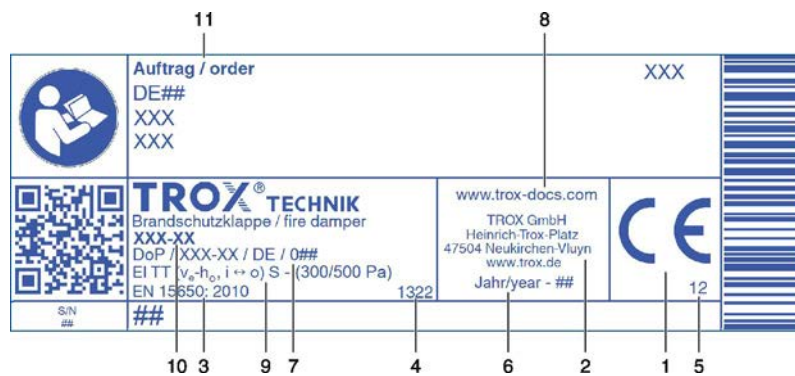 11 8
Auftrag / order XXX
DE##
XXX
XXX
TROX® TECHNIK
Brandschutzklappe / fire damper
XXX-XX
DoP / XXX-XX / DE / 0##
EI TT (vₑ-hₒ, i ↔ o) S - (300/500 Pa)
EN 15650: 2010 1322
www.trox-docs.com
TROX GmbH
Heinrich-Trox-Platz
47504 Neukirchen-Vluyn
www.trox.de
Jahr/year - ##
CE
12
S/N
##
##
10 3 9 7 4 6 2 1 5